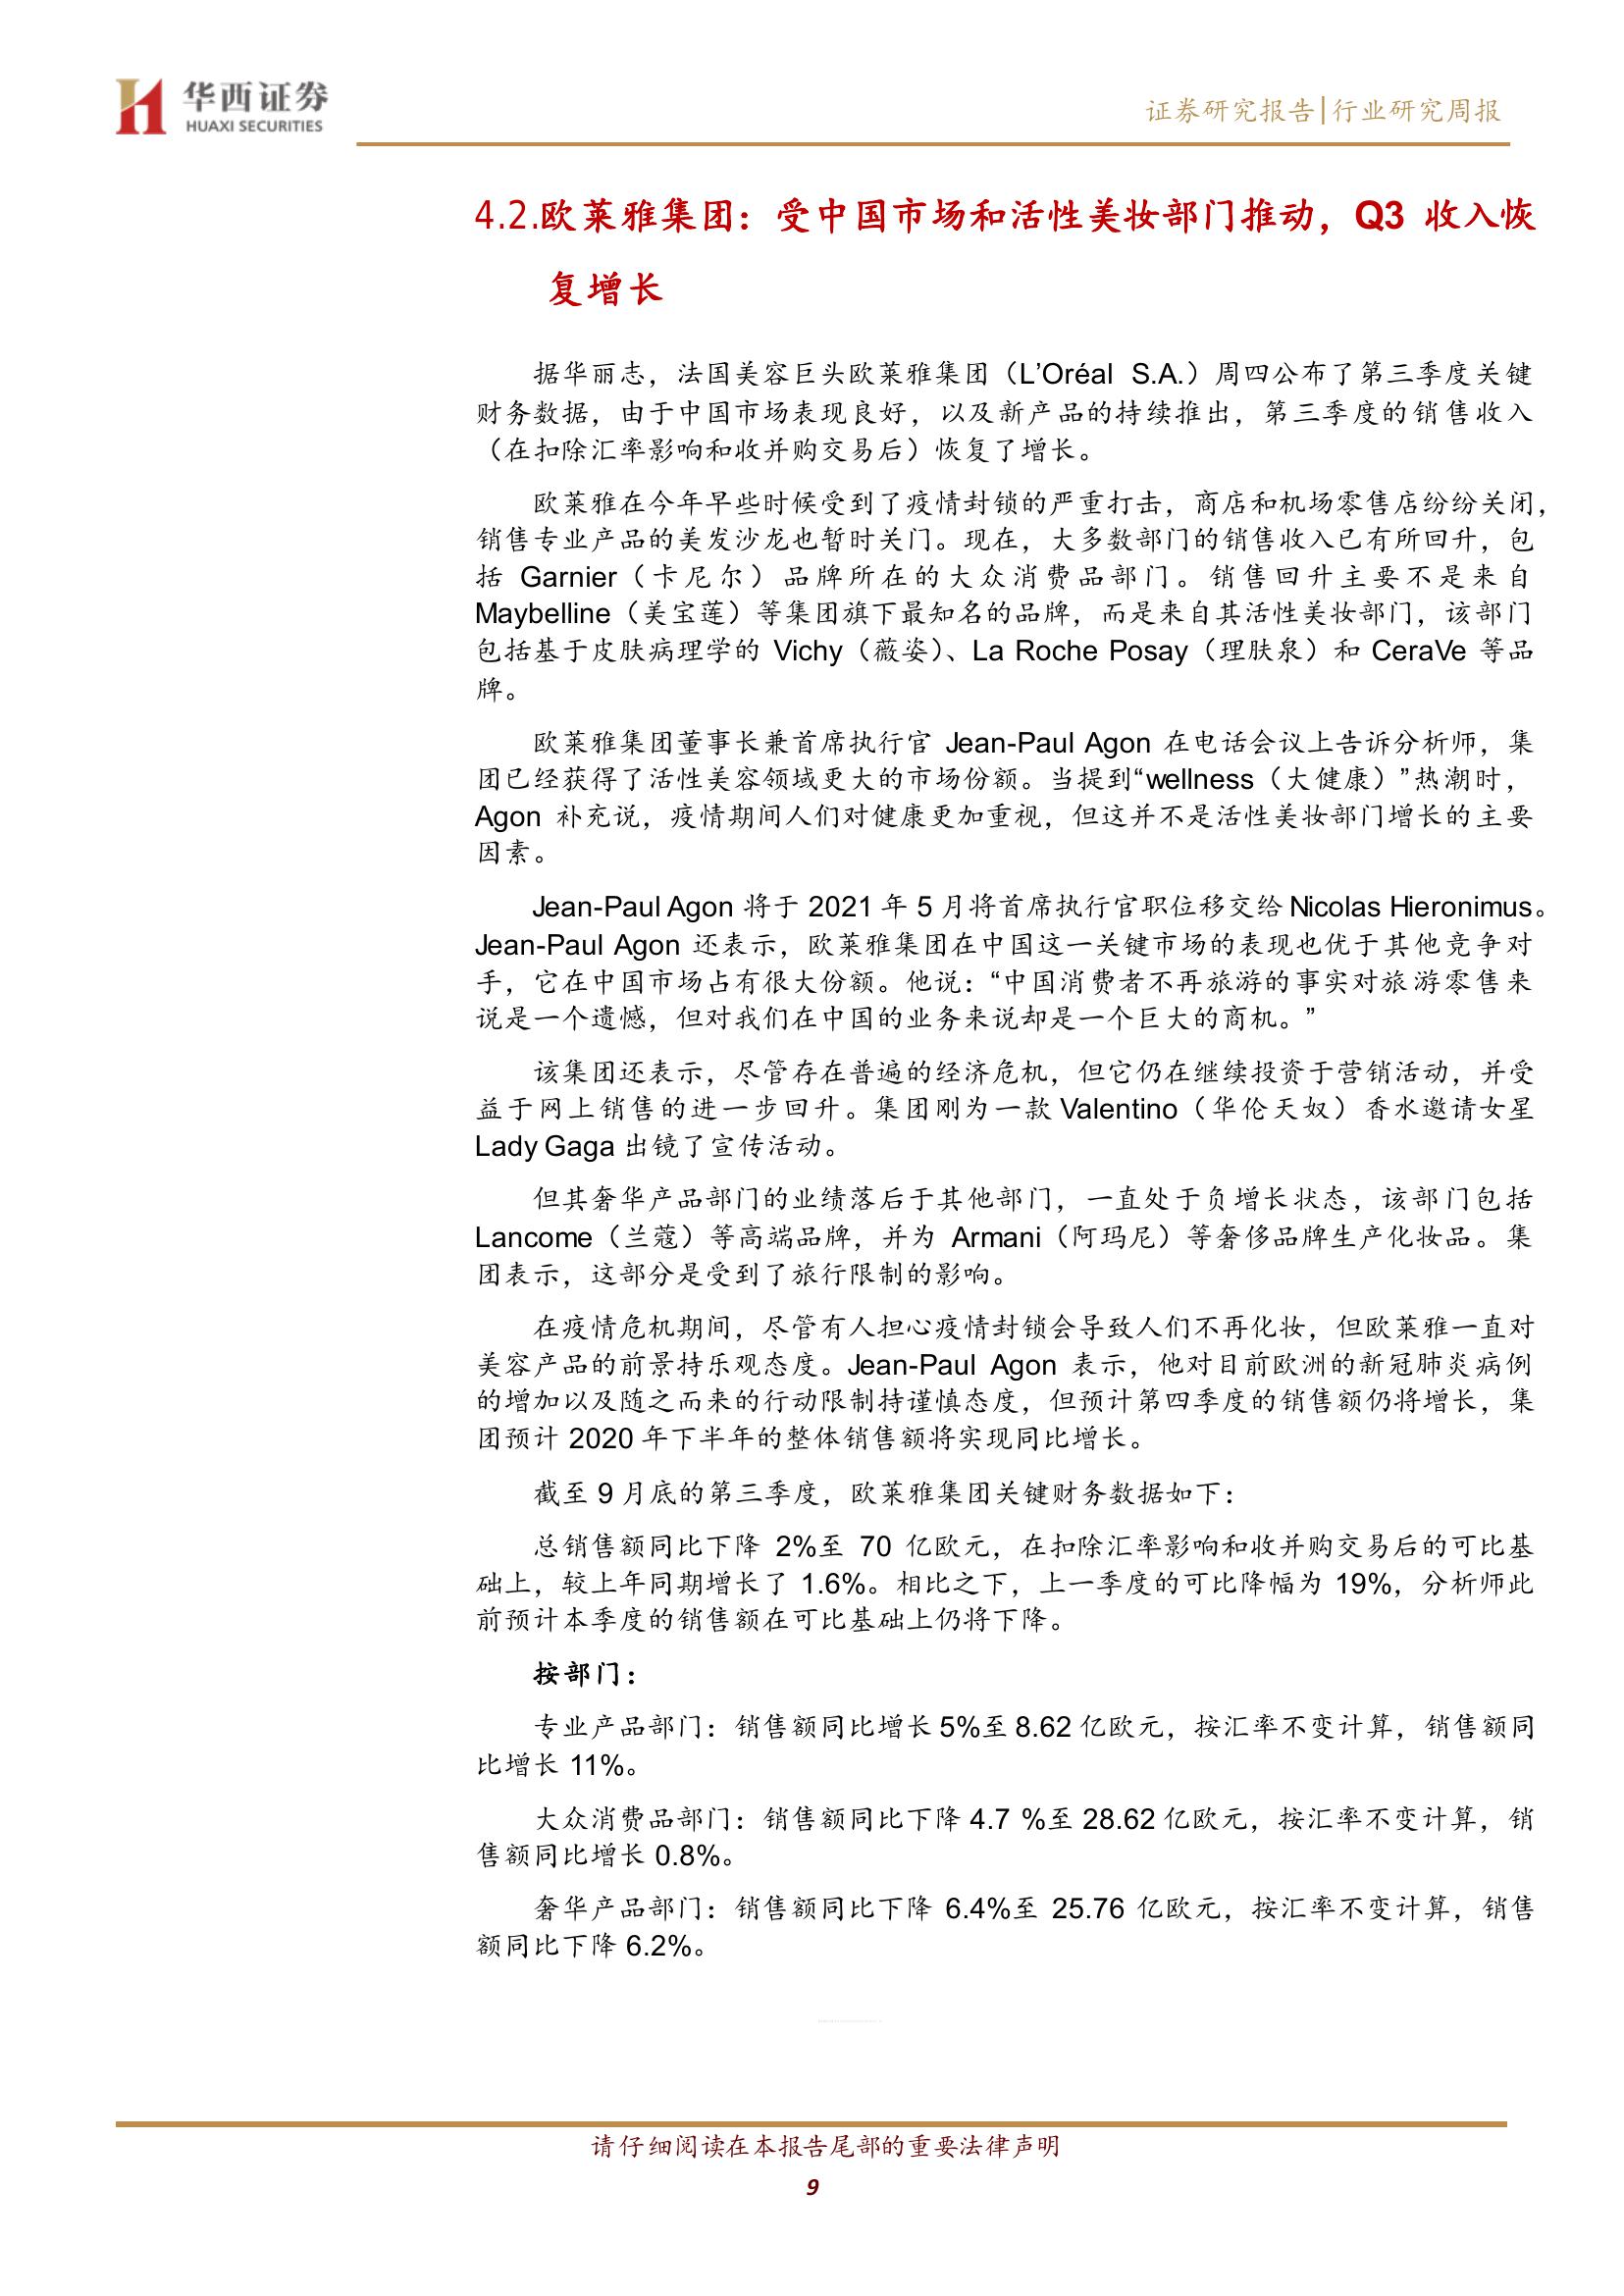 华西证券
HUAXI SECURITIES
证券研究报告|行业研究周报
4.2.欧莱雅集团：受中国市场和活性美妆部门推动，Q3 收入恢
复增长
据华丽志，法国美容巨头欧莱雅集团（L’Oréal S.A.）周四公布了第三季度关键
财务数据，由于中国市场表现良好，以及新产品的持续推出，第三季度的销售收入
（在扣除汇率影响和收并购交易后）恢复了增长。
欧莱雅在今年早些时候受到了疫情封锁的严重打击，商店和机场零售店纷纷关闭，
销售专业产品的美发沙龙也暂时关门。现在，大多数部门的销售收入已有所回升，包
括 Garnier（卡尼尔）品牌所在的大众消费品部门。销售回升主要不是来自
Maybelline（美宝莲）等集团旗下最知名的品牌，而是来自其活性美妆部门，该部门
包括基于皮肤病理学的 Vichy（薇姿）、La Roche Posay（理肤泉）和 CeraVe 等品
牌。
欧莱雅集团董事长兼首席执行官 Jean-Paul Agon 在电话会议上告诉分析师，集
团已经获得了活性美容领域更大的市场份额。当提到“wellness（大健康）”热潮时，
Agon 补充说，疫情期间人们对健康更加重视，但这并不是活性美妆部门增长的主要
因素。
Jean-Paul Agon 将于 2021 年 5 月将首席执行官职位移交给 Nicolas Hieronimus。
Jean-Paul Agon 还表示，欧莱雅集团在中国这一关键市场的表现也优于其他竞争对
手，它在中国市场占有很大份额。他说：“中国消费者不再旅游的事实对旅游零售来
说是一个遗憾，但对我们在中国的业务来说却是一个巨大的商机。”
该集团还表示，尽管存在普遍的经济危机，但它仍在继续投资于营销活动，并受
益于网上销售的进一步回升。集团刚为一款 Valentino（华伦天奴）香水邀请女星
Lady Gaga 出镜了宣传活动。
但其奢华产品部门的业绩落后于其他部门，一直处于负增长状态，该部门包括
Lancome（兰蔻）等高端品牌，并为 Armani（阿玛尼）等奢侈品牌生产化妆品。集
团表示，这部分是受到了旅行限制的影响。
在疫情危机期间，尽管有人担心疫情封锁会导致人们不再化妆，但欧莱雅一直对
美容产品的前景持乐观态度。Jean-Paul Agon 表示，他对目前欧洲的新冠肺炎病例
的增加以及随之而来的行动限制持谨慎态度，但预计第四季度的销售额仍将增长，集
团预计 2020 年下半年的整体销售额将实现同比增长。
截至 9 月底的第三季度，欧莱雅集团关键财务数据如下：
总销售额同比下降 2%至 70 亿欧元，在扣除汇率影响和收并购交易后的可比基
础上，较上年同期增长了 1.6%。相比之下，上一季度的可比降幅为 19%，分析师此
前预计本季度的销售额在可比基础上仍将下降。
按部门：
专业产品部门：销售额同比增长 5%至 8.62 亿欧元，按汇率不变计算，销售额同
比增长 11%。
大众消费品部门：销售额同比下降 4.7 %至 28.62 亿欧元，按汇率不变计算，销
售额同比增长 0.8%。
奢华产品部门：销售额同比下降 6.4%至 25.76 亿欧元，按汇率不变计算，销售
额同比下降 6.2%。
请仔细阅读在本报告尾部的重要法律声明
9